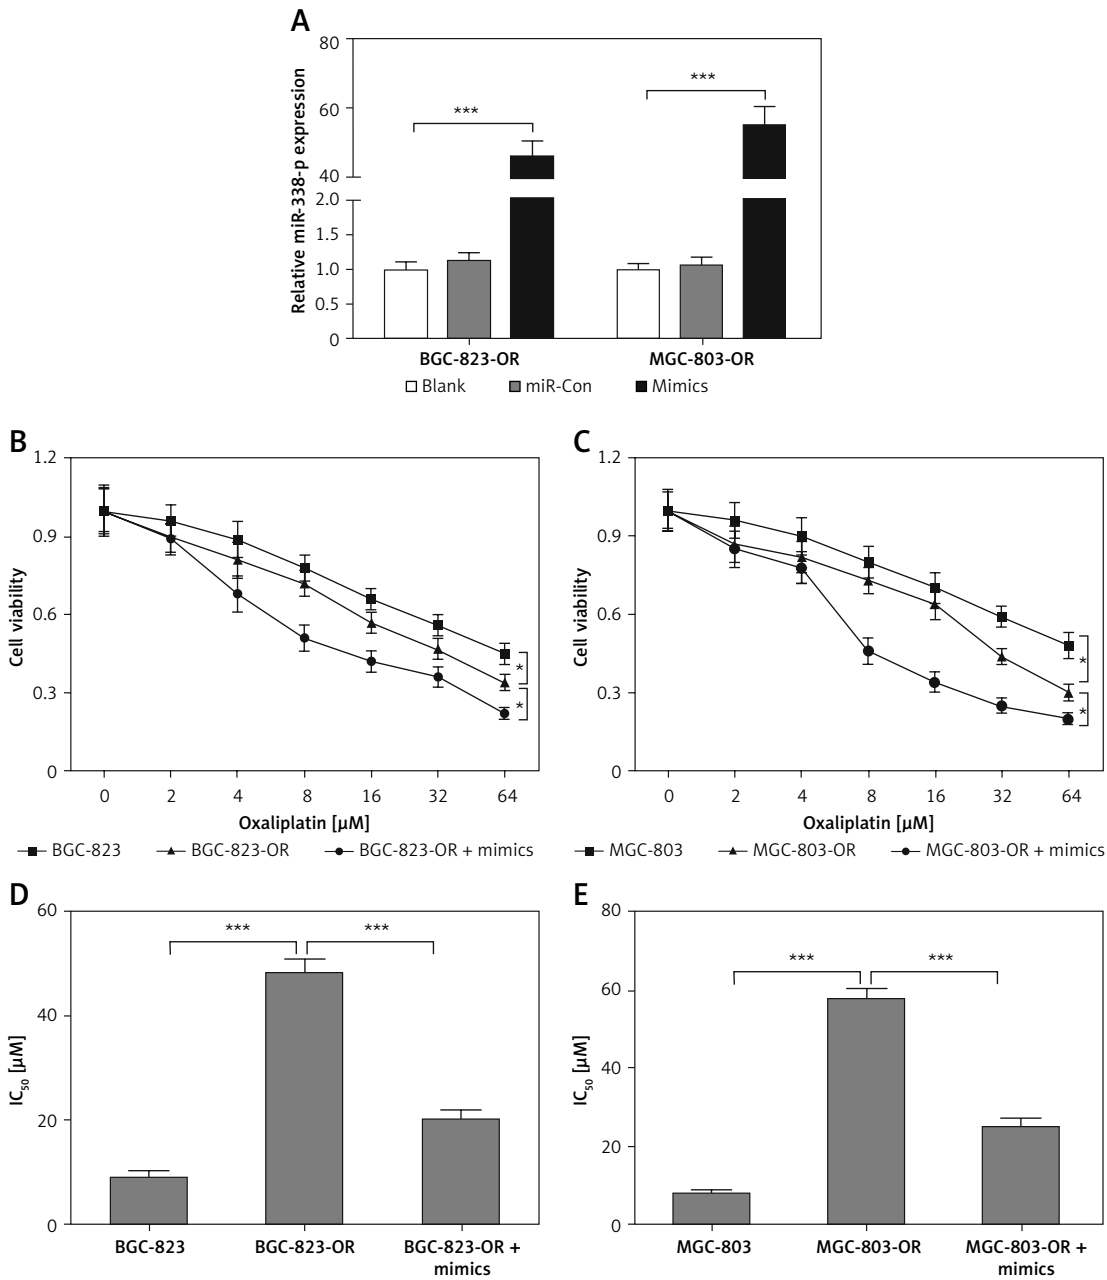 A
80
60
40
2.0
1.5
1.0
0.5
0
Relative miR-338-p expression
***
***
BGC-823-OR
MGC-803-OR
Blank
miR-Con
Mimics
B
1.2
0.9
0.6
0.3
0
Cell viability
*
*
0 2 4 8 16 32 64
Oxaliplatin [µM]
BGC-823
BGC-823-OR
BGC-823-OR + mimics
C
1.2
0.9
0.6
0.3
0
Cell viability
*
*
0 2 4 8 16 32 64
Oxaliplatin [µM]
MGC-803
MGC-803-OR
MGC-803-OR + mimics
D
60
40
20
0
IC₅₀ [µM]
***
***
BGC-823
BGC-823-OR
BGC-823-OR +
mimics
E
80
60
40
20
0
IC₅₀ [µM]
***
***
MGC-803
MGC-803-OR
MGC-803-OR +
mimics